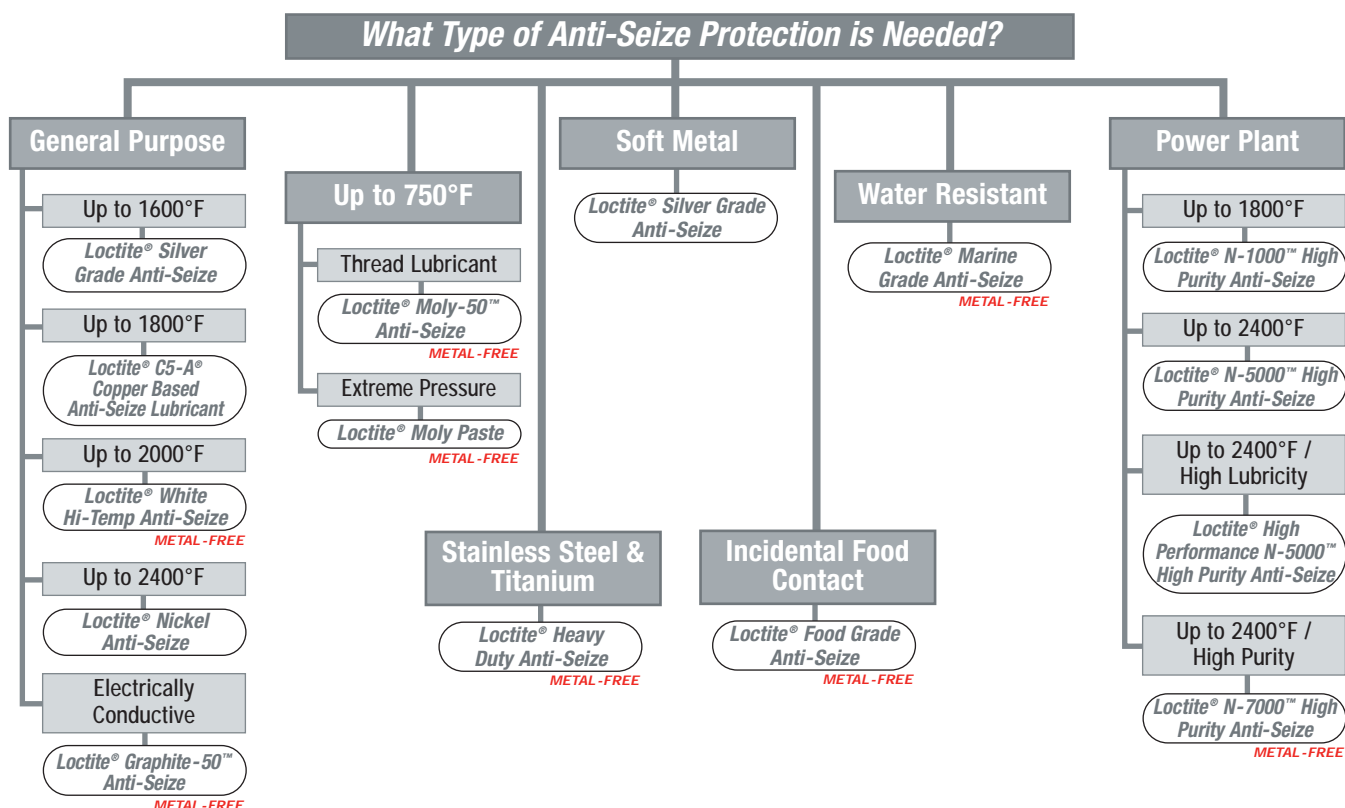 What Type of Anti-Seize Protection is Needed?
General Purpose
Up to 1600°F
Loctite® Silver
Grade Anti-Seize
Up to 1800°F
Loctite® C5-A®
Copper Based
Anti-Seize Lubricant
Up to 2000°F
Loctite® White
Hi-Temp Anti-Seize
METAL-FREE
Up to 2400°F
Loctite® Nickel
Anti-Seize
Electrically
Conductive
Loctite® Graphite-50™
Anti-Seize
METAL-FREE
Up to 750°F
Thread Lubricant
Loctite® Moly-50™
Anti-Seize
METAL-FREE
Extreme Pressure
Loctite® Moly Paste
METAL-FREE
Stainless Steel &
Titanium
Loctite® Heavy
Duty Anti-Seize
METAL-FREE
Soft Metal
Loctite® Silver Grade
Anti-Seize
Incidental Food
Contact
Loctite® Food Grade
Anti-Seize
METAL-FREE
Water Resistant
Loctite® Marine
Grade Anti-Seize
METAL-FREE
Power Plant
Up to 1800°F
Loctite® N-1000™ High
Purity Anti-Seize
Up to 2400°F
Loctite® N-5000™ High
Purity Anti-Seize
Up to 2400°F /
High Lubricity
Loctite® High
Performance N-5000™
High Purity Anti-Seize
Up to 2400°F /
High Purity
Loctite® N-7000™ High
Purity Anti-Seize
METAL-FREE